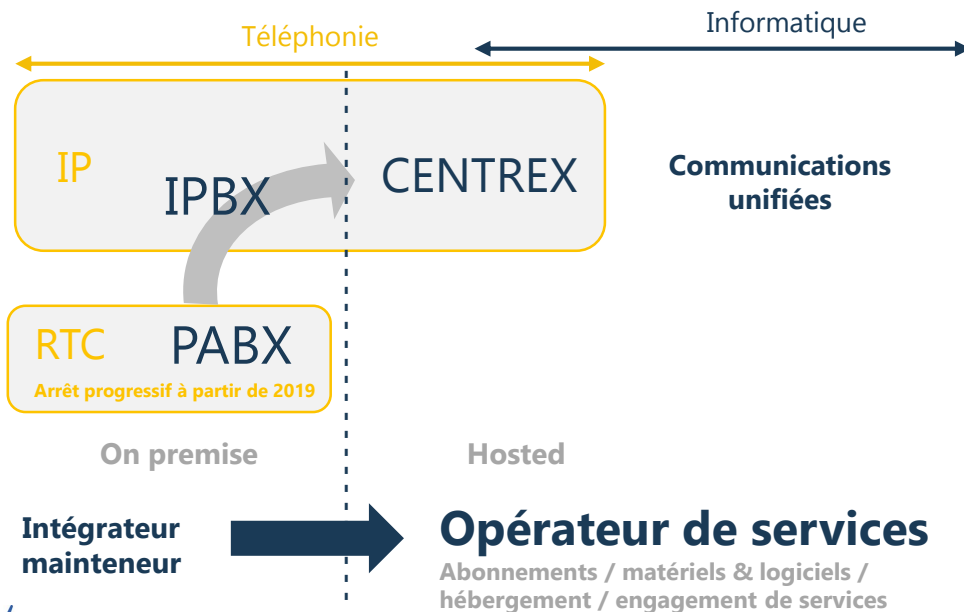 Téléphonie
Informatique
IP
IPBX
CENTREX
Communications
unifiées
RTC
PABX
Arrêt progressif à partir de 2019
On premise
Hosted
Intégrateur
mainteneur
Opérateur de services
Abonnements / matériels & logiciels /
hébergement / engagement de services
/